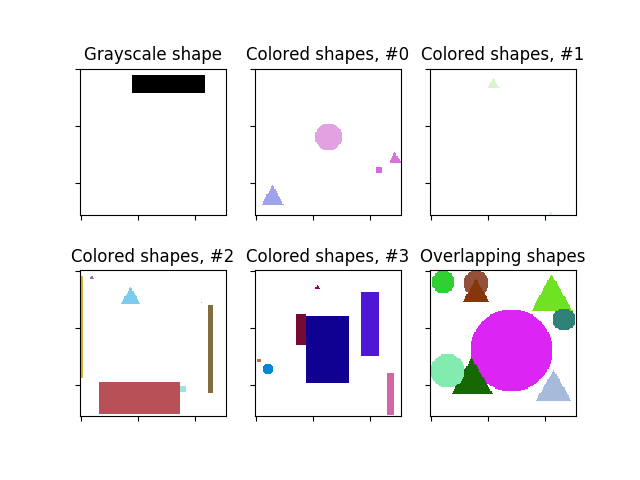 Grayscale shape
Colored shapes, #0
Colored shapes, #1
Colored shapes, #2
Colored shapes, #3
Overlapping shapes